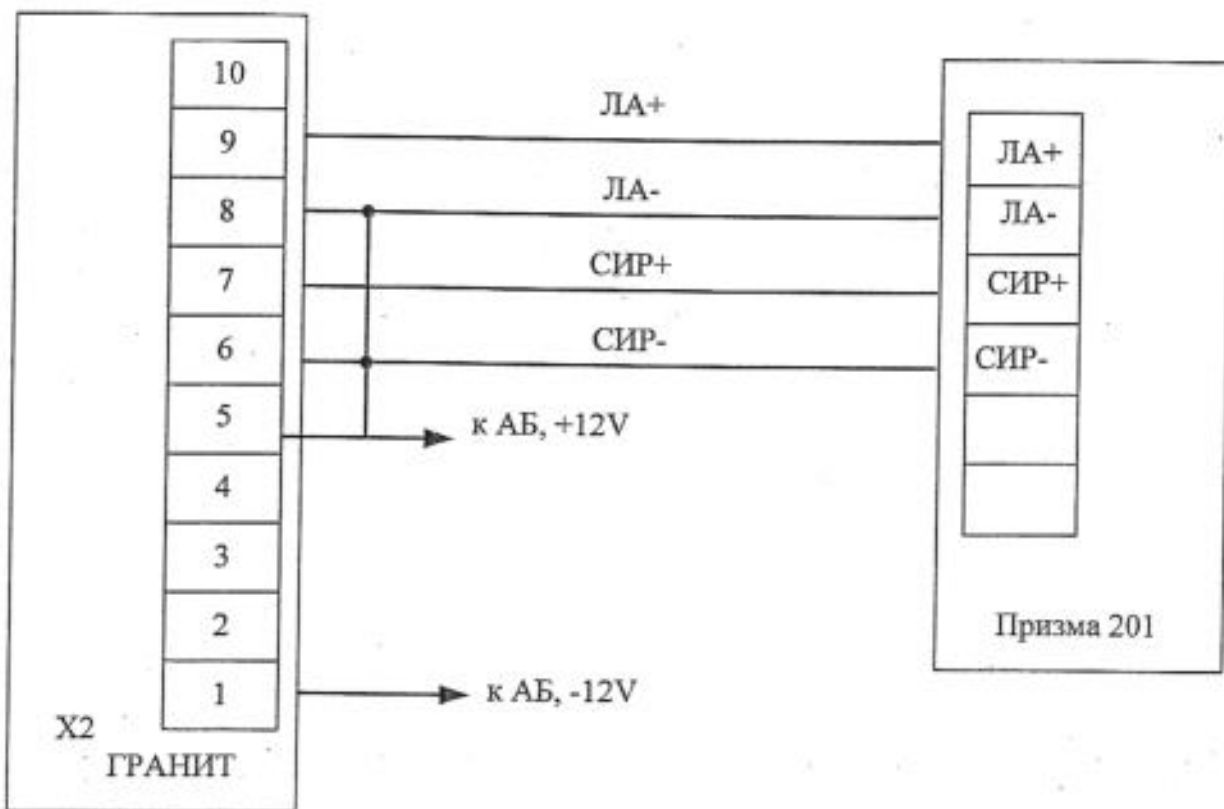 10
9
8
7
6
5
4
3
2
1
X2
ГРАНИТ
ЛА+
ЛА-
СИР+
СИР-
к АБ, +12V
к АБ, -12V
ЛА+
ЛА-
СИР+
СИР-
Призма 201